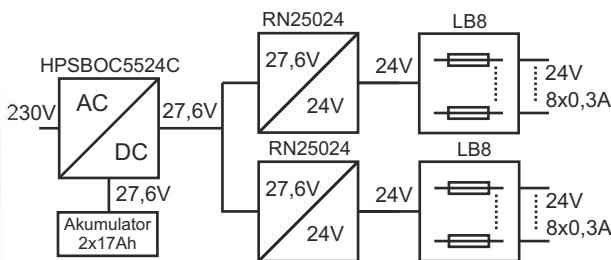 RN25024
LB8
HPSBOC5524C
27,6V
24V
24V
24V
8x0,3A
230V
AC
DC
27,6V
27,6V
Akumulator
2x17Ah
RN25024
LB8
27,6V
24V
24V
24V
8x0,3A